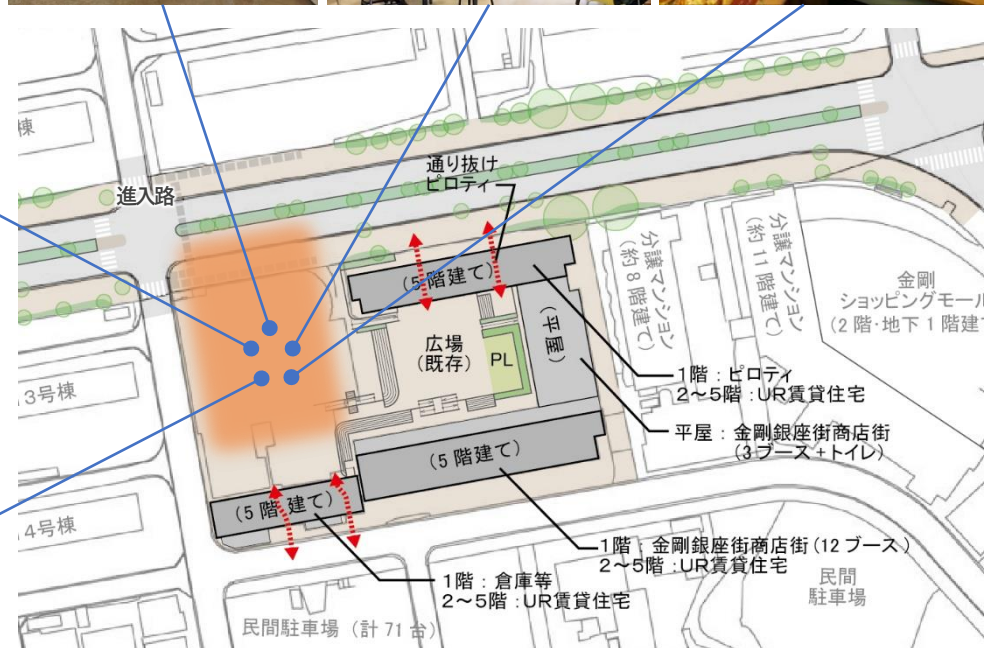 棟
進入路
通り抜け
ピロティ
(5階建て)
分譲マンション
(約8階建て)
分譲マンション
(約11階建て)
金剛
ショッピングモール
(2階・地下1階建て
広場
(既存)
PL
(平屋)
1階:ピロティ
2~5階:UR賃貸住宅
平屋:金剛銀座街商店街
(3ブース+トイレ)
3号棟
(5階建て)
(5階建て)
4号棟
1階:金剛銀座街商店街(12ブース)
2~5階:UR賃貸住宅
1階:倉庫等
2~5階:UR賃貸住宅
民間
駐車場
民間駐車場(計71台)